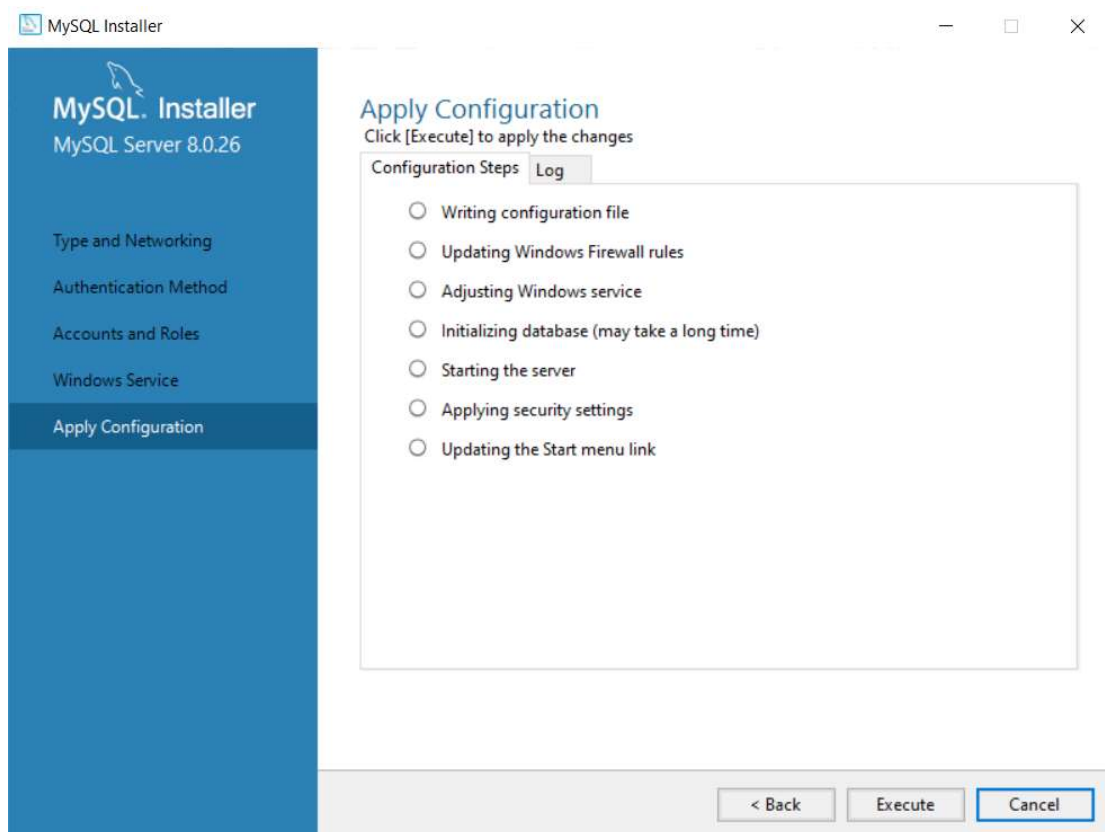 MySQL Installer
MySQL. Installer
MySQL Server 8.0.26
Type and Networking
Authentication Method
Accounts and Roles
Windows Service
Apply Configuration
Apply Configuration
Click [Execute] to apply the changes
Configuration Steps Log
Writing configuration file
Updating Windows Firewall rules
Adjusting Windows service
Initializing database (may take a long time)
Starting the server
Applying security settings
Updating the Start menu link
< Back Execute Cancel